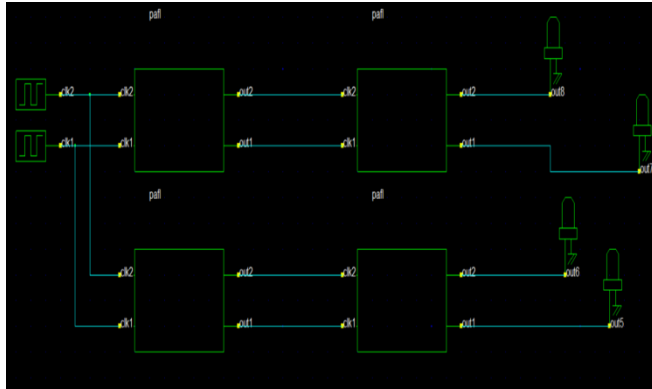 pafl pafl
clk2 clk2 out2 clk2 out2 out8
clk1 clk1 out1 clk1 out1 out7
pafl pafl
clk2 out2 clk2 out2 out6
clk1 out1 clk1 out1 out5